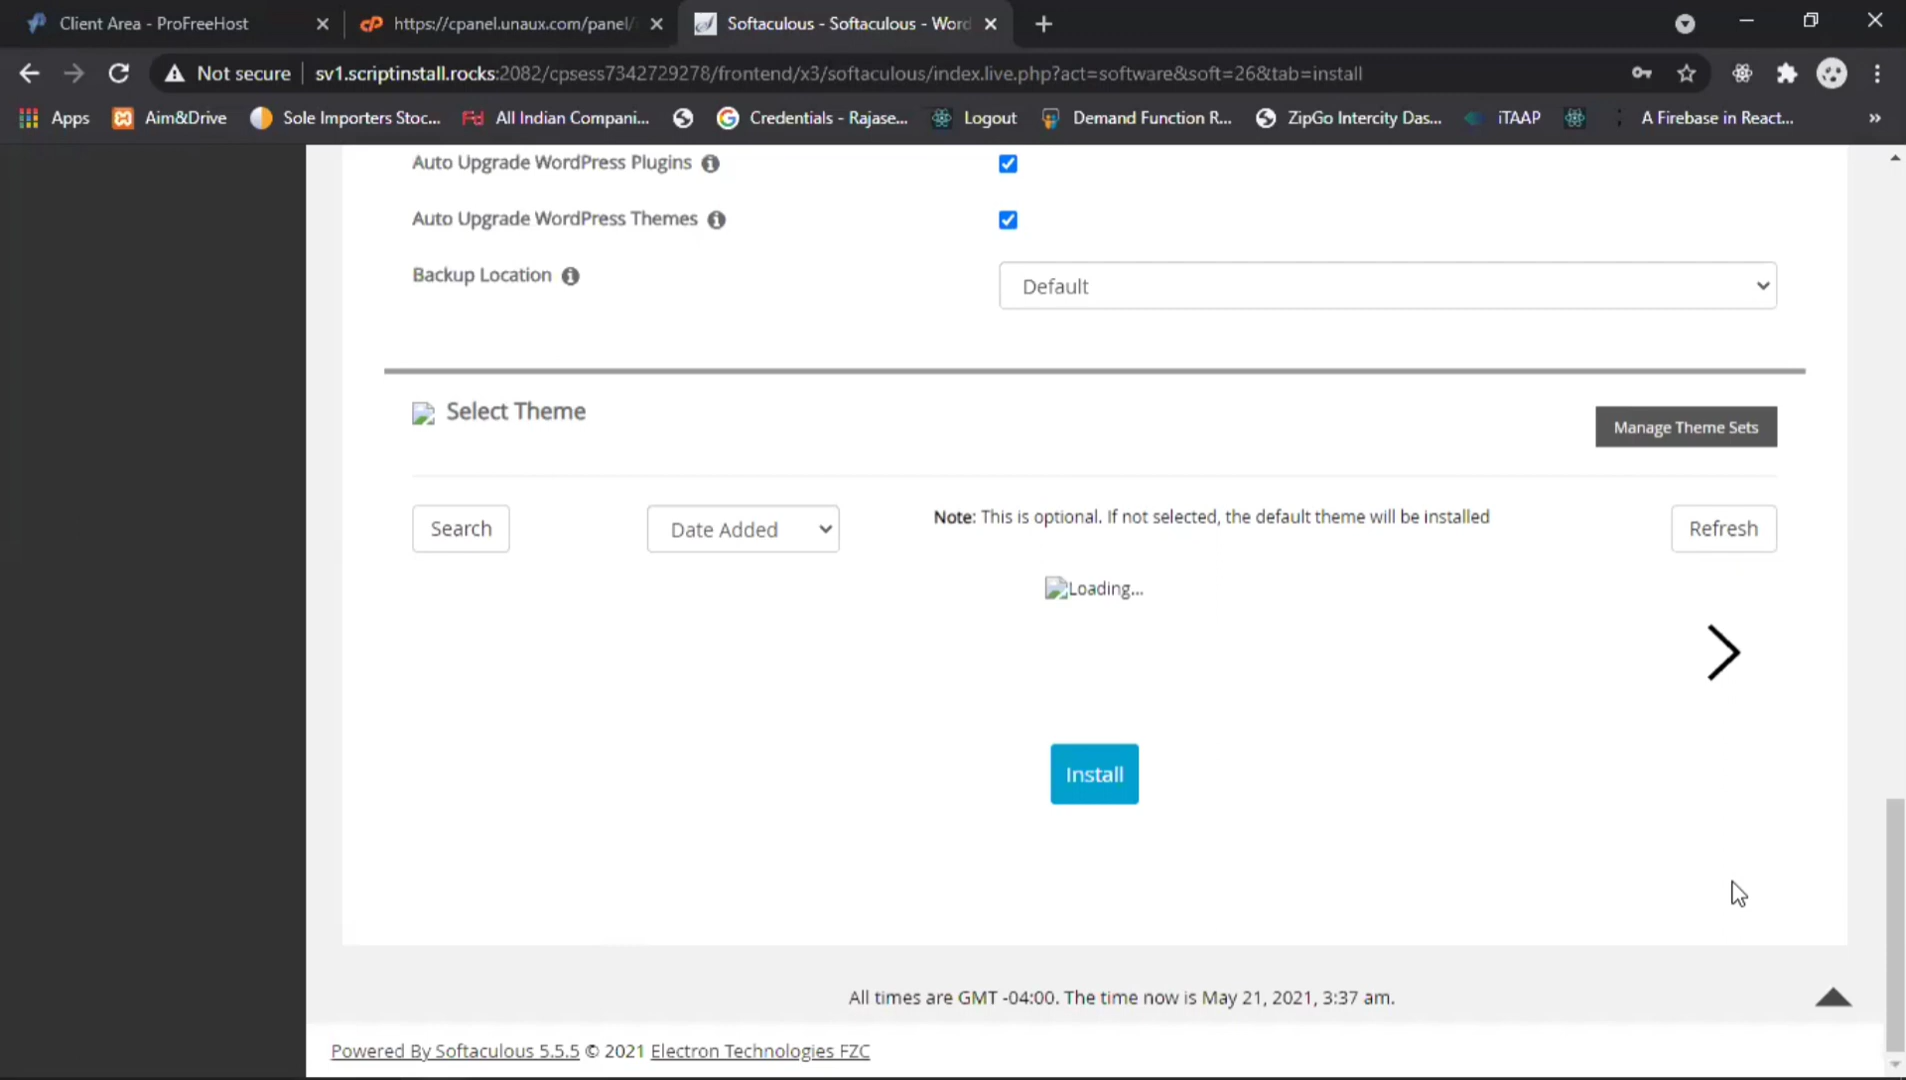 Client Area - ProFreeHost
https://cpanel.unaux.com/panel/
Softaculous - Softaculous - Word
Not secure
sv1.scriptinstall.rocks:2082/cpsess7342729278/frontend/x3/softaculous/index.live.php?act=software&soft=26&tab=install
Apps
Aim&Drive
Sole Importers Stoc...
All Indian Compani...
Credentials - Rajase...
Logout
Demand Function R...
ZipGo Intercity Das...
iTAAP
A Firebase in React...
Auto Upgrade WordPress Plugins
Auto Upgrade WordPress Themes
Backup Location
Default
Select Theme
Manage Theme Sets
Search
Date Added
Note: This is optional. If not selected, the default theme will be installed
Refresh
Loading...
Install
All times are GMT -04:00. The time now is May 21, 2021, 3:37 am.
Powered By Softaculous 5.5.5 © 2021 Electron Technologies FZC